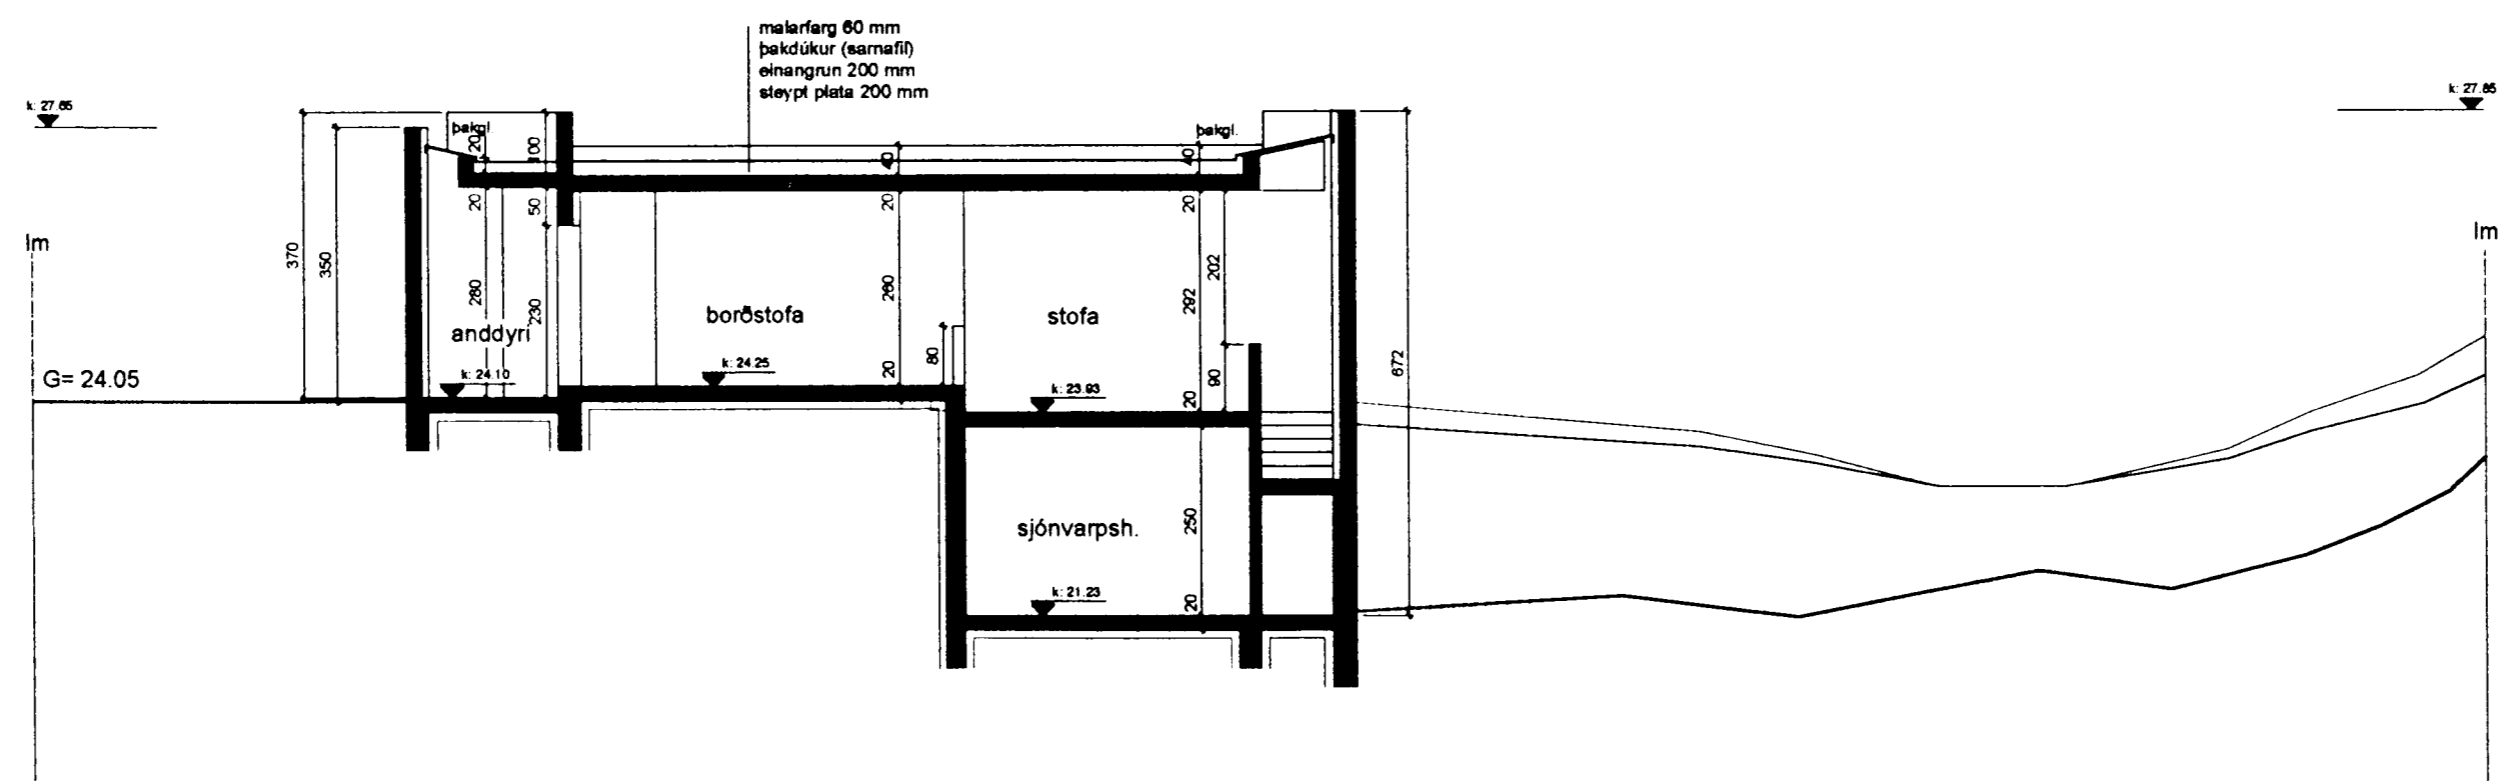 malarfarg 60 mm
þakdúkur (sarnafil)
einangrun 200 mm
steypt plata 200 mm
k: 27.65
k: 27.65
þakgl.
þakgl.
20
100
40
40
20
50
20
20
lm
lm
370
350
280
230
260
292
202
672
anddyri
borðstofa
stofa
80
90
20
20
k: 24.10
k: 24.25
k: 23.93
G= 24.05
sjónvarpsh.
250
k: 21.23
20